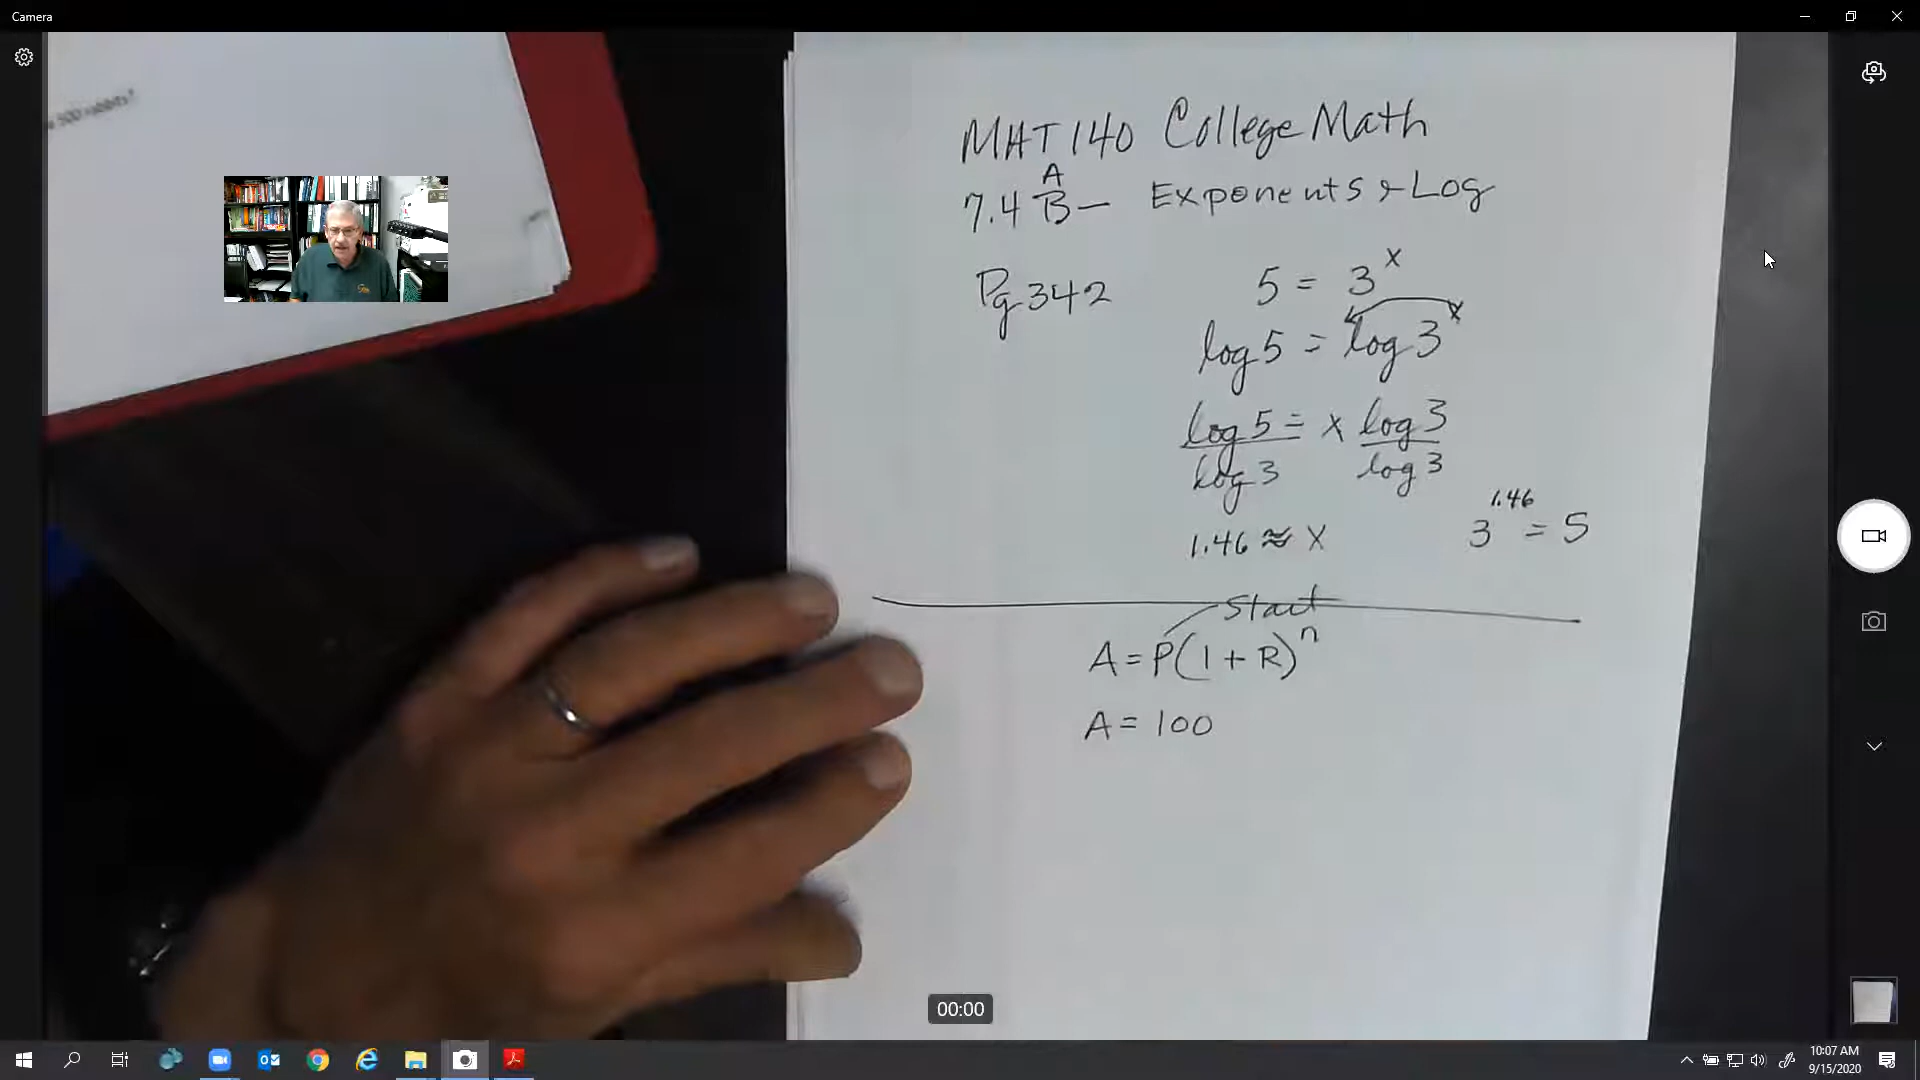 Camera
500 rabbits?
MAT 140 College Math
A
7.4 B — Exponents & Log
Pg 342
5 = 3^x
log 5 = log 3^x
log 5 = x log 3
log 3 log 3
1.46 ≈ x
3^1.46 = 5
Start
A = P(1 + R)^n
A = 100
00:00
10:07 AM
9/15/2020